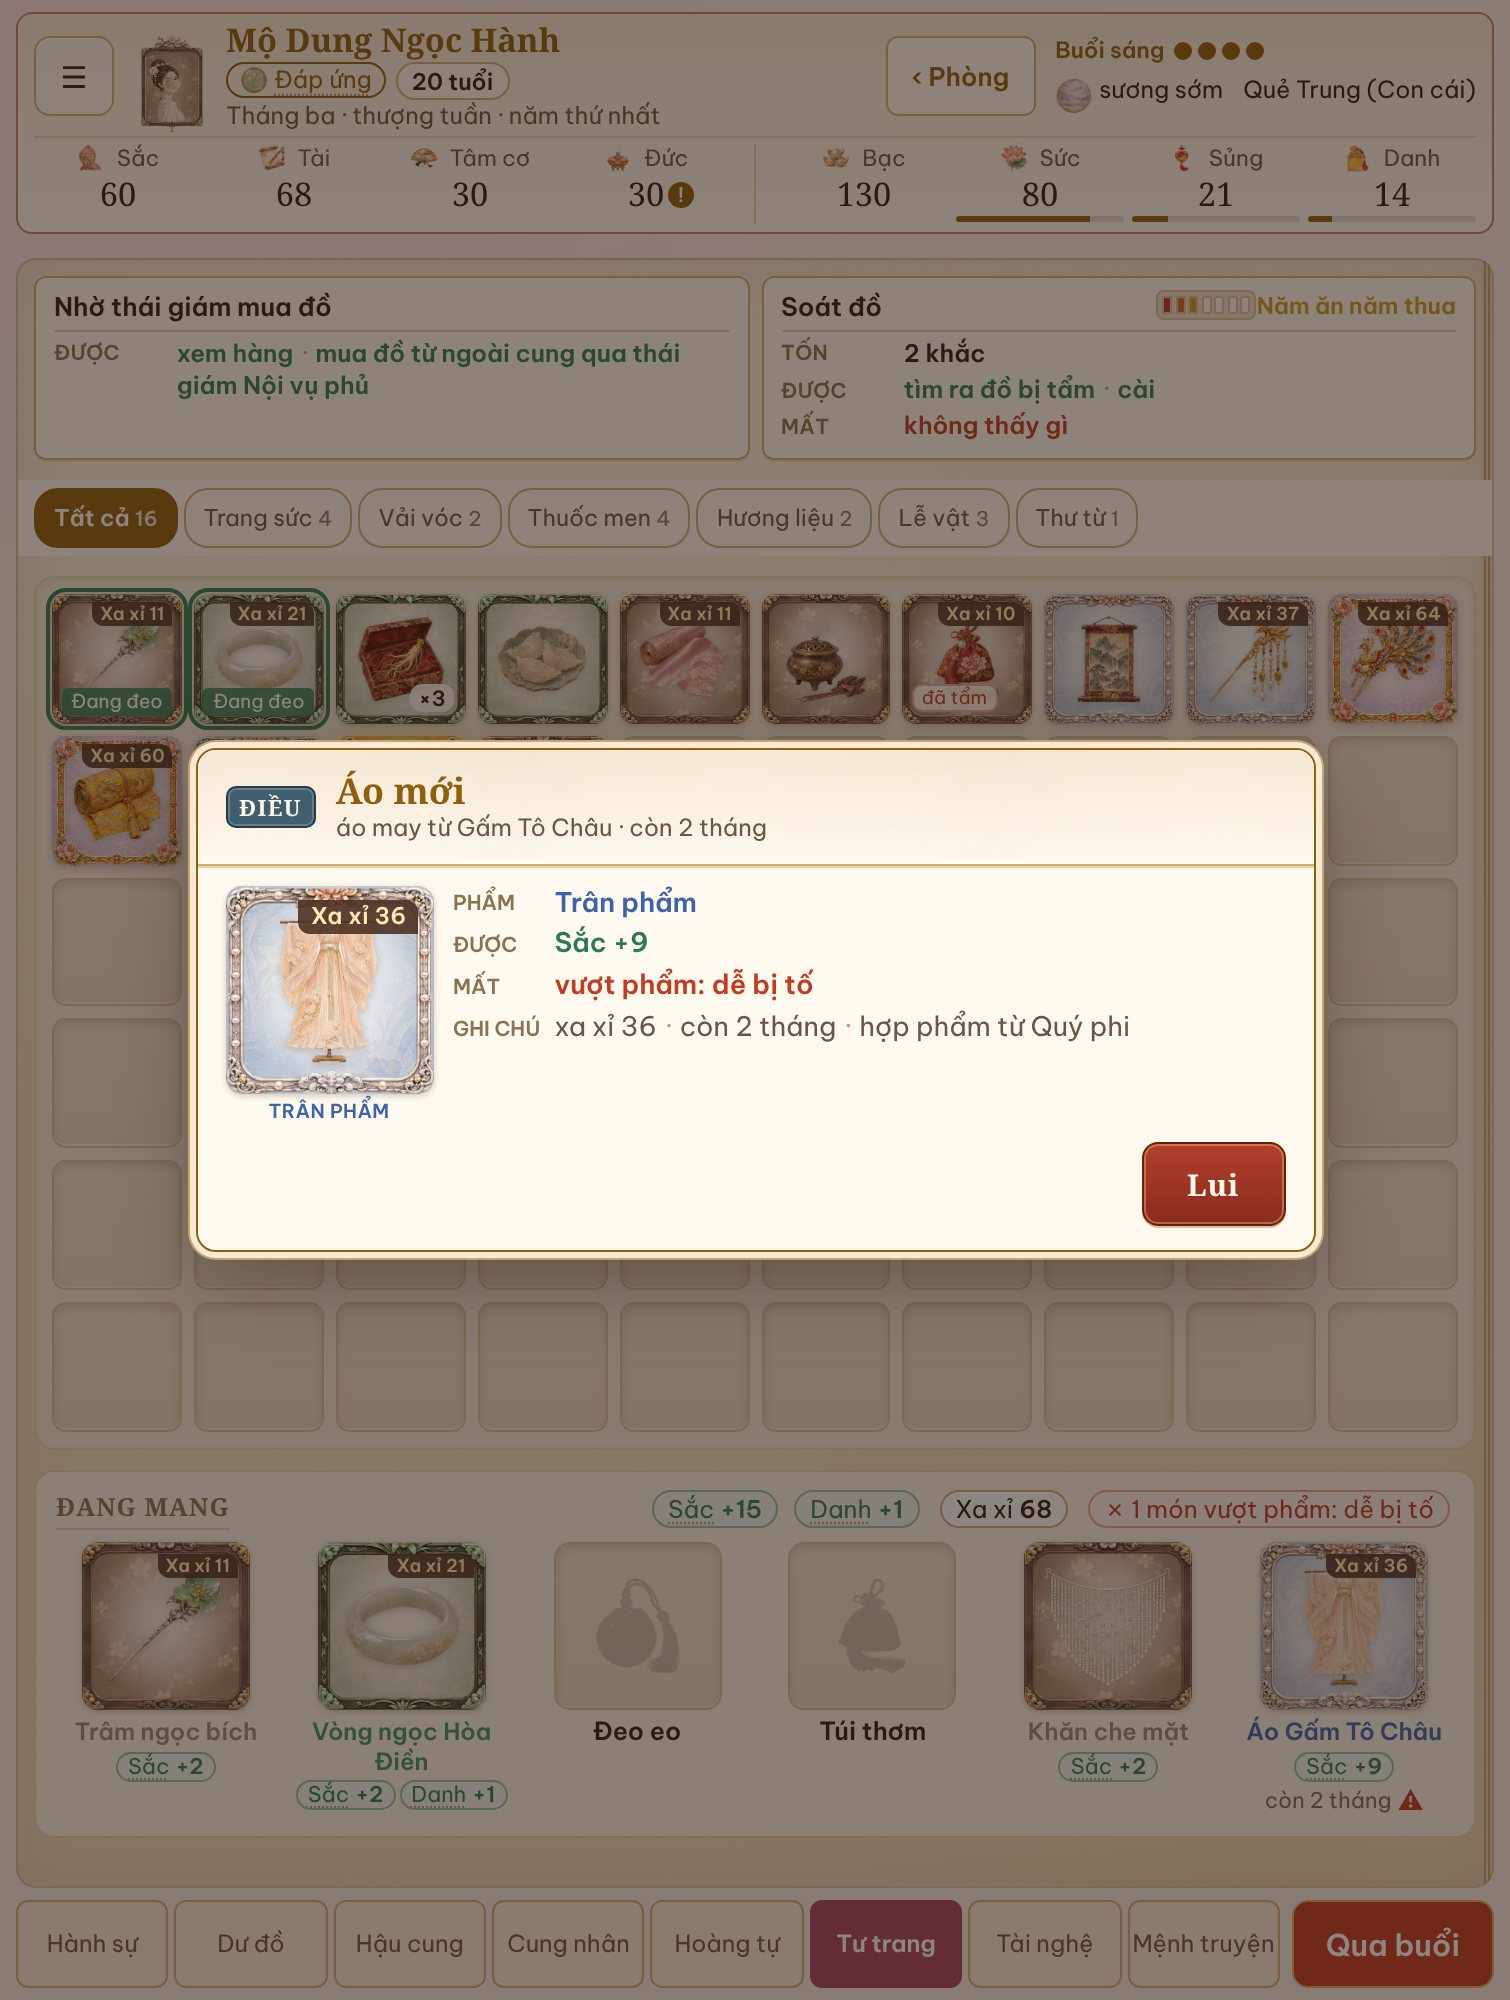 ☰
Mộ Dung Ngọc Hành
Đáp ứng
20 tuổi
Tháng ba · thượng tuần · năm thứ nhất
‹ Phòng
Buổi sáng
sương sớm Quẻ Trung (Con cái)
Sắc
60
Tài
68
Tâm cơ
30
Đức
30 !
Bạc
130
Sức
80
Sủng
21
Danh
14
Nhờ thái giám mua đồ
ĐƯỢC xem hàng · mua đồ từ ngoài cung qua thái
giám Nội vụ phủ
Soát đồ
Năm ăn năm thua
TỐN 2 khắc
ĐƯỢC tìm ra đồ bị tẩm · cài
MẤT không thấy gì
Tất cả 16
Trang sức 4
Vải vóc 2
Thuốc men 4
Hương liệu 2
Lễ vật 3
Thư từ 1
Xa xỉ 11
Đang đeo
Xa xỉ 21
Đang đeo
×3
Xa xỉ 11
Xa xỉ 10
đã tẩm
Xa xỉ 37
Xa xỉ 64
Xa xỉ 60
ĐIỀU
Áo mới
áo may từ Gấm Tô Châu · còn 2 tháng
Xa xỉ 36
TRÂN PHẨM
PHẨM Trân phẩm
ĐƯỢC Sắc +9
MẤT vượt phẩm: dễ bị tố
GHI CHÚ xa xỉ 36 · còn 2 tháng · hợp phẩm từ Quý phi
Lui
ĐANG MANG
Sắc +15
Danh +1
Xa xỉ 68
× 1 món vượt phẩm: dễ bị tố
Xa xỉ 11
Trâm ngọc bích
Sắc +2
Xa xỉ 21
Vòng ngọc Hòa
Điền
Sắc +2
Danh +1
Đeo eo
Túi thơm
Khăn che mặt
Sắc +2
Xa xỉ 36
Áo Gấm Tô Châu
Sắc +9
còn 2 tháng
Hành sự
Dư đồ
Hậu cung
Cung nhân
Hoàng tự
Tư trang
Tài nghệ
Mệnh truyện
Qua buổi